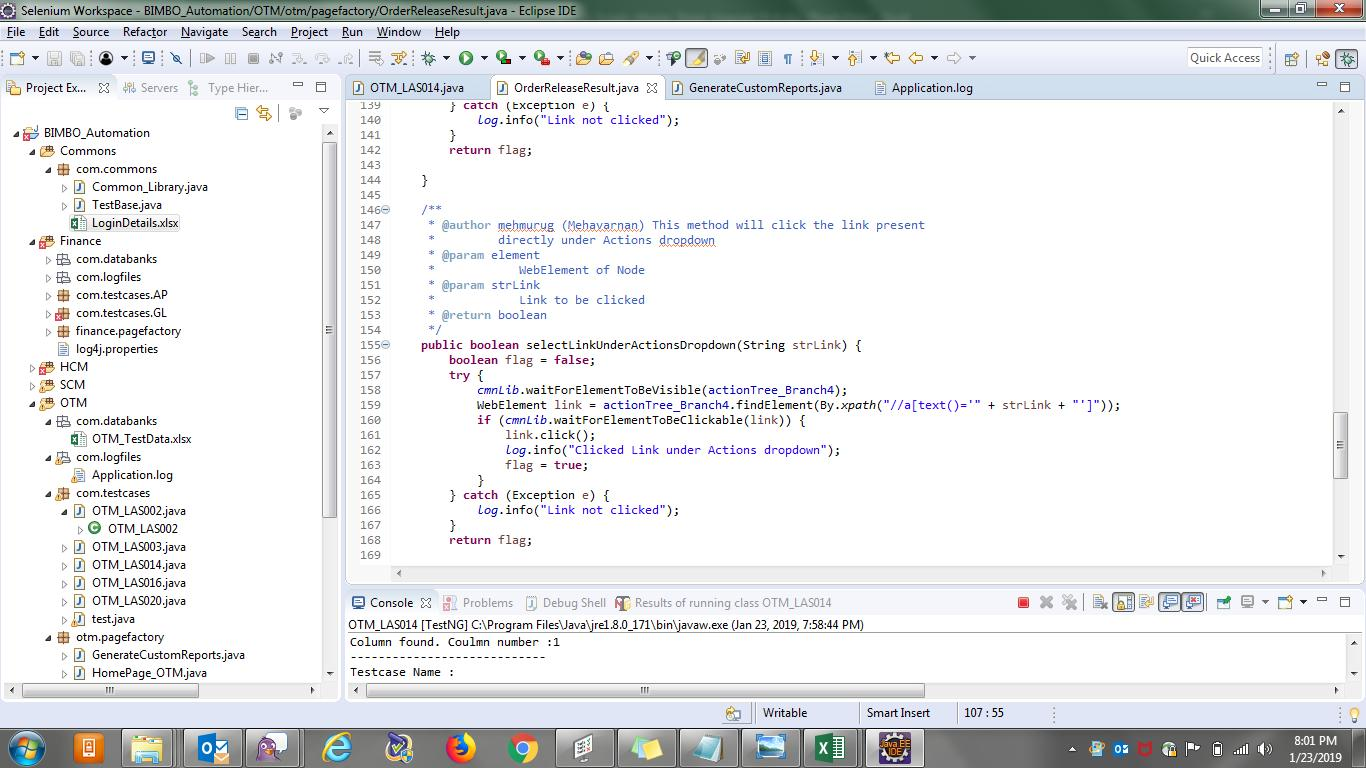 Selenium Workspace - BIMBO_Automation/OTM/otm/pagefactory/OrderReleaseResult.java - Eclipse IDE
File Edit Source Refactor Navigate Search Project Run Window Help
Quick Access
Project Ex... Servers Type Hier...
BIMBO_Automation
Commons
com.commons
Common_Library.java
TestBase.java
LoginDetails.xlsx
Finance
com.databanks
com.logfiles
com.testcases.AP
com.testcases.GL
finance.pagefactory
log4j.properties
HCM
SCM
OTM
com.databanks
OTM_TestData.xlsx
com.logfiles
Application.log
com.testcases
OTM_LAS002.java
OTM_LAS002
OTM_LAS003.java
OTM_LAS014.java
OTM_LAS016.java
OTM_LAS020.java
test.java
otm.pagefactory
GenerateCustomReports.java
HomePage_OTM.java
OTM_LAS014.java OrderReleaseResult.java GenerateCustomReports.java Application.log
139 } catch (Exception e) {
140 log.info("Link not clicked");
141 }
142 return flag;
143
144 }
145
146 /**
147 * @author mehmurug (Mehavarnan) This method will click the link present
148 * directly under Actions dropdown
149 * @param element
150 * WebElement of Node
151 * @param strLink
152 * Link to be clicked
153 * @return boolean
154 */
155 public boolean selectLinkUnderActionsDropdown(String strLink) {
156 boolean flag = false;
157 try {
158 cmnLib.waitForElementToBeVisible(actionTree_Branch4);
159 WebElement link = actionTree_Branch4.findElement(By.xpath("//a[text()='" + strLink + "']"));
160 if (cmnLib.waitForElementToBeClickable(link)) {
161 link.click();
162 log.info("Clicked Link under Actions dropdown");
163 flag = true;
164 }
165 } catch (Exception e) {
166 log.info("Link not clicked");
167 }
168 return flag;
169
Console Problems Debug Shell Results of running class OTM_LAS014
OTM_LAS014 [TestNG] C:\Program Files\Java\jre1.8.0_171\bin\javaw.exe (Jan 23, 2019, 7:58:44 PM)
Column found. Coulmn number :1
----------------------------
Testcase Name :
Writable Smart Insert 107 : 55
Java EE
IDE
8:01 PM
1/23/2019